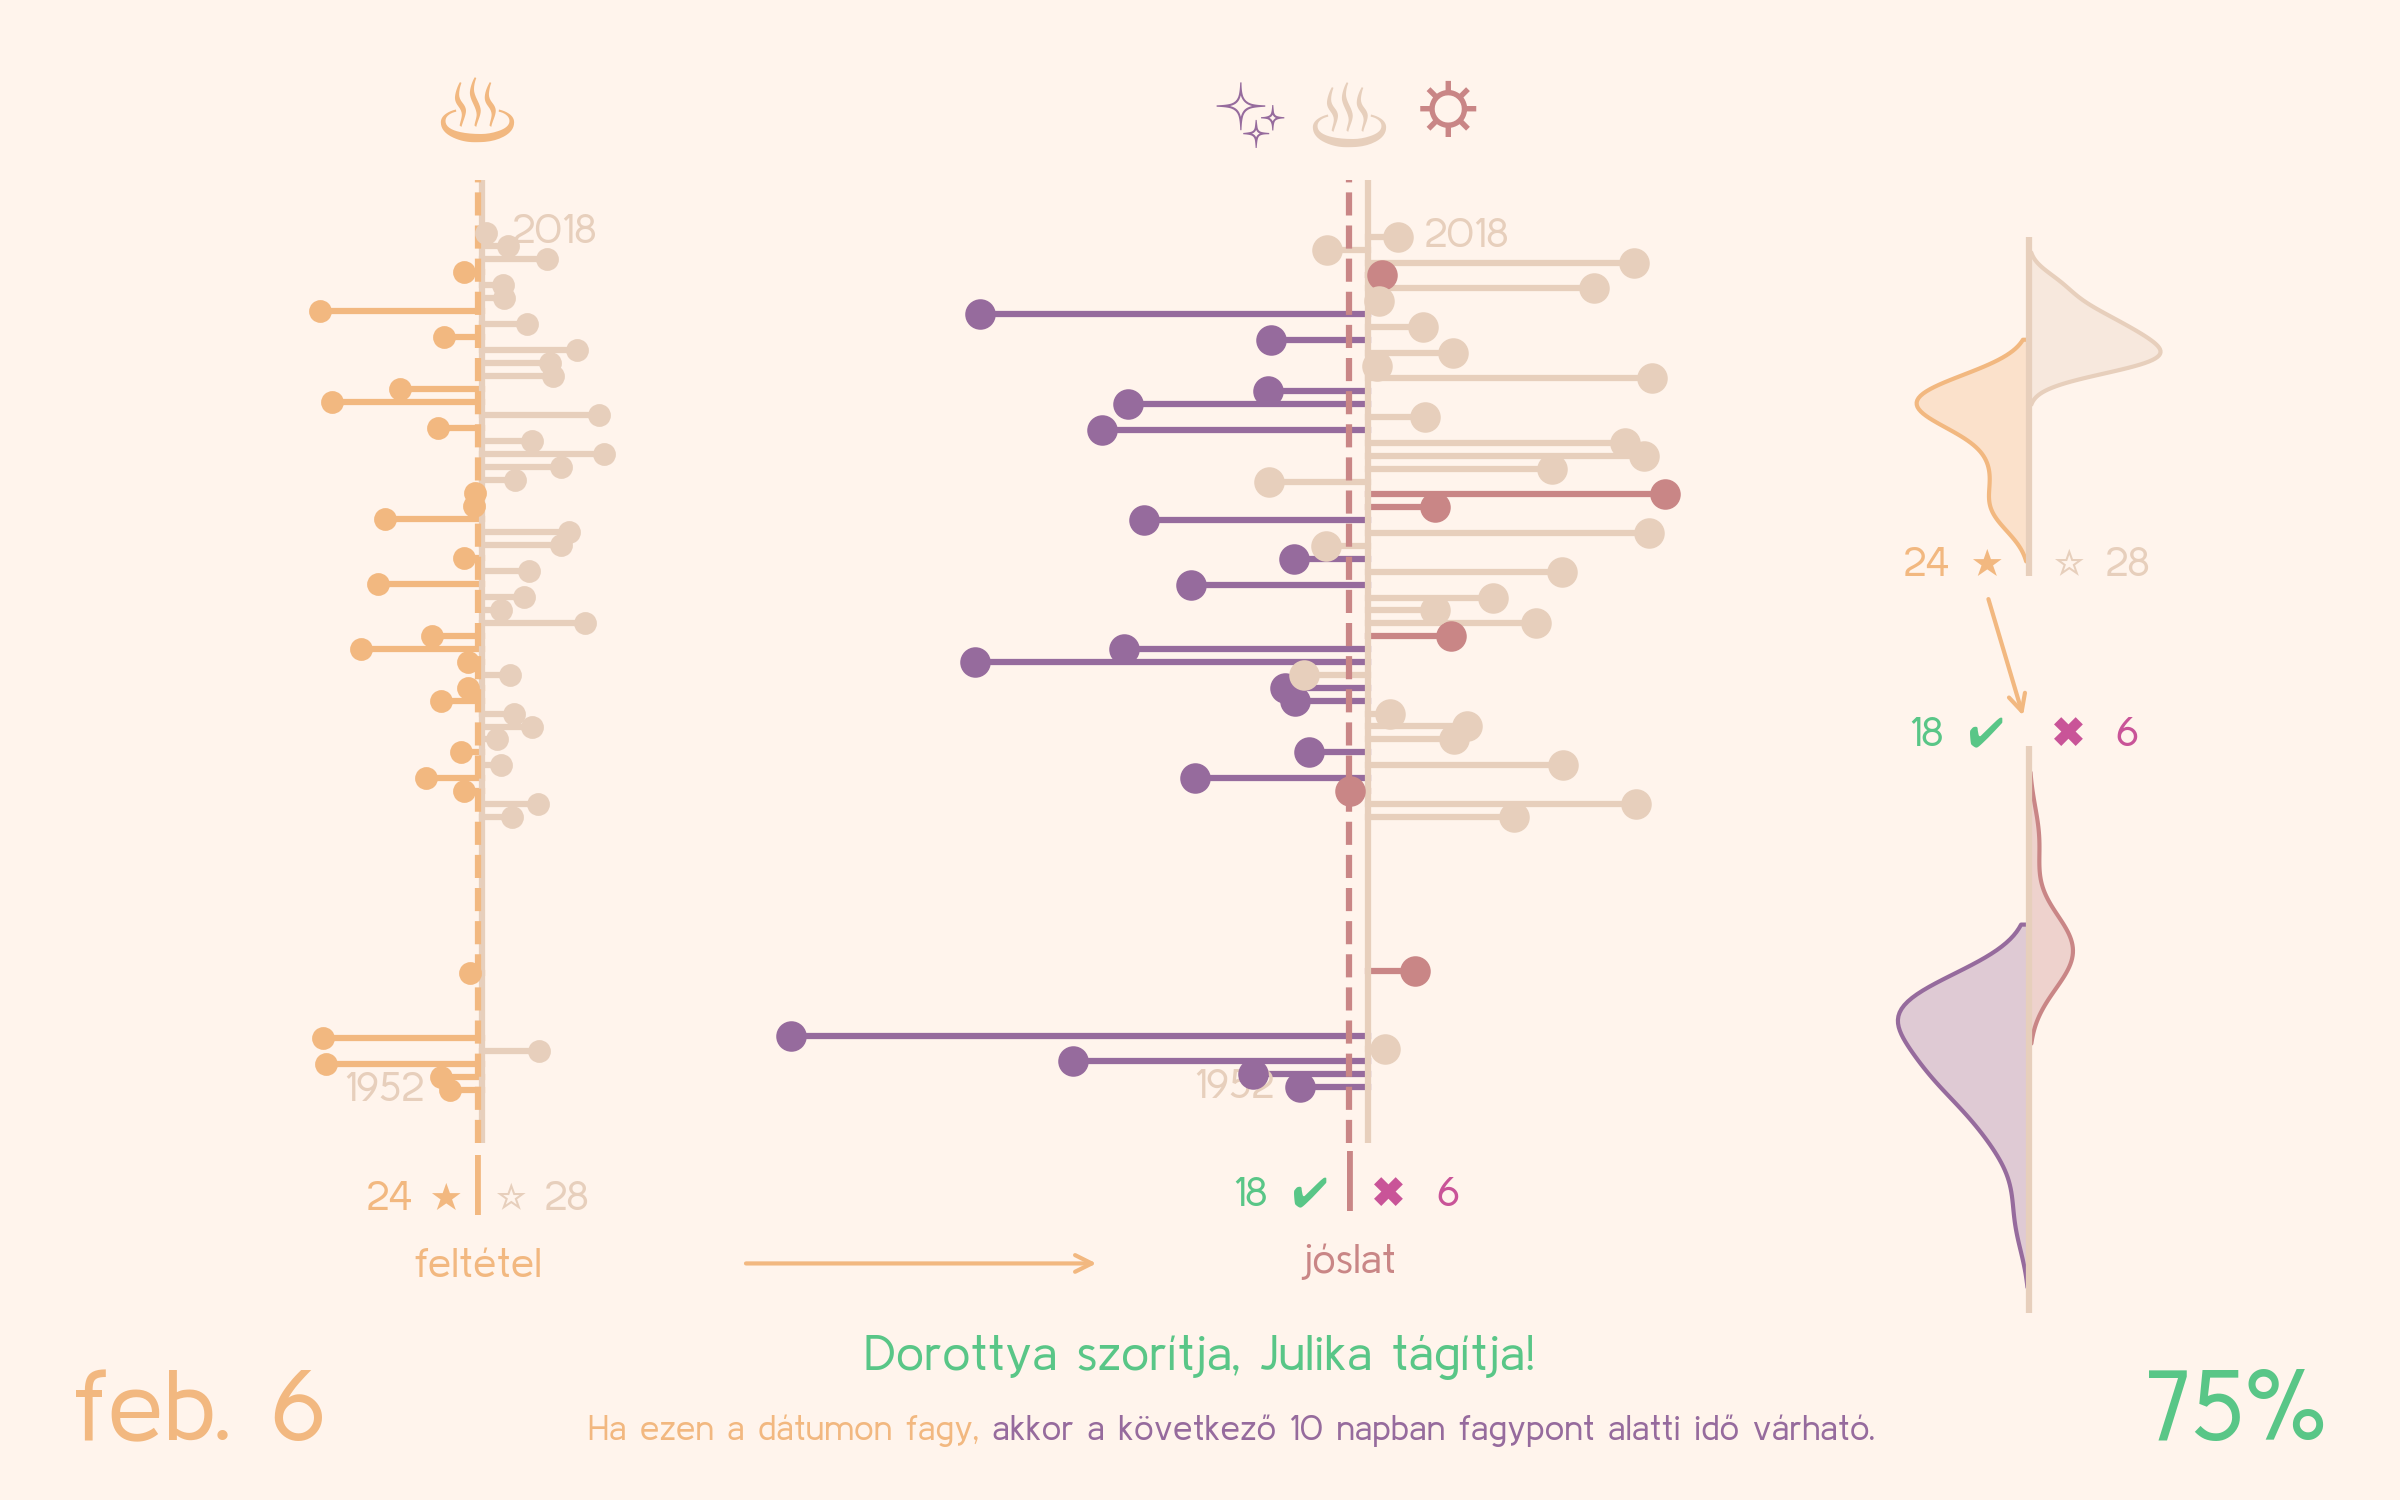 2018
2018
24 ★ ☆ 28
18 ✔ ✖ 6
1952
1952
24 ★ ☆ 28
18 ✔ ✖ 6
feltétel
jóslat
Dorottya szorítja, Julika tágítja!
feb. 6
75%
Ha ezen a dátumon fagy, akkor a következő 10 napban fagypont alatti idő várható.